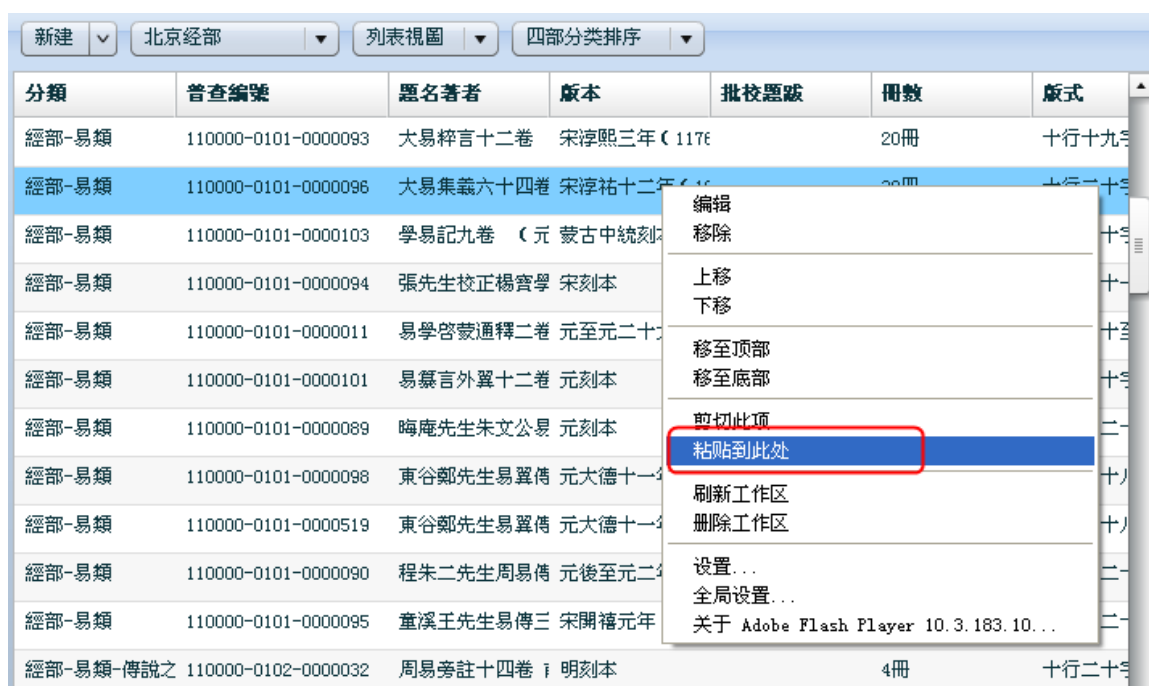 新建 北京经部 列表視圖 四部分类排序
分類 普查編號 題名著者 版本 批校題跋 冊數 版式
經部-易類 110000-0101-0000093 大易粹言十二卷 宋淳熙三年(1176 20冊 十行十九字
經部-易類 110000-0101-0000096 大易集義六十四卷 宋淳祐十二年 十行二十字
經部-易類 110000-0101-0000103 學易記九卷 (元 蒙古中統刻本 十字
經部-易類 110000-0101-0000094 張先生校正楊寶學 宋刻本
經部-易類 110000-0101-0000011 易學啓蒙通釋二卷 元至元二十
經部-易類 110000-0101-0000101 易纂言外翼十二卷 元刻本 十字
經部-易類 110000-0101-0000089 晦庵先生朱文公易 元刻本
經部-易類 110000-0101-0000098 東谷鄭先生易翼傳 元大德十一年
經部-易類 110000-0101-0000519 東谷鄭先生易翼傳 元大德十一年
經部-易類 110000-0101-0000090 程朱二先生周易傳 元後至元二年
經部-易類 110000-0101-0000095 童溪王先生易傳三 宋開禧元年
經部-易類-傳說之 110000-0102-0000032 周易旁註十四卷 明刻本 4冊 十行二十字
编辑
移除
上移
下移
移至顶部
移至底部
剪切此项
粘贴到此处
刷新工作区
删除工作区
设置...
全局设置...
关于 Adobe Flash Player 10.3.183.10...